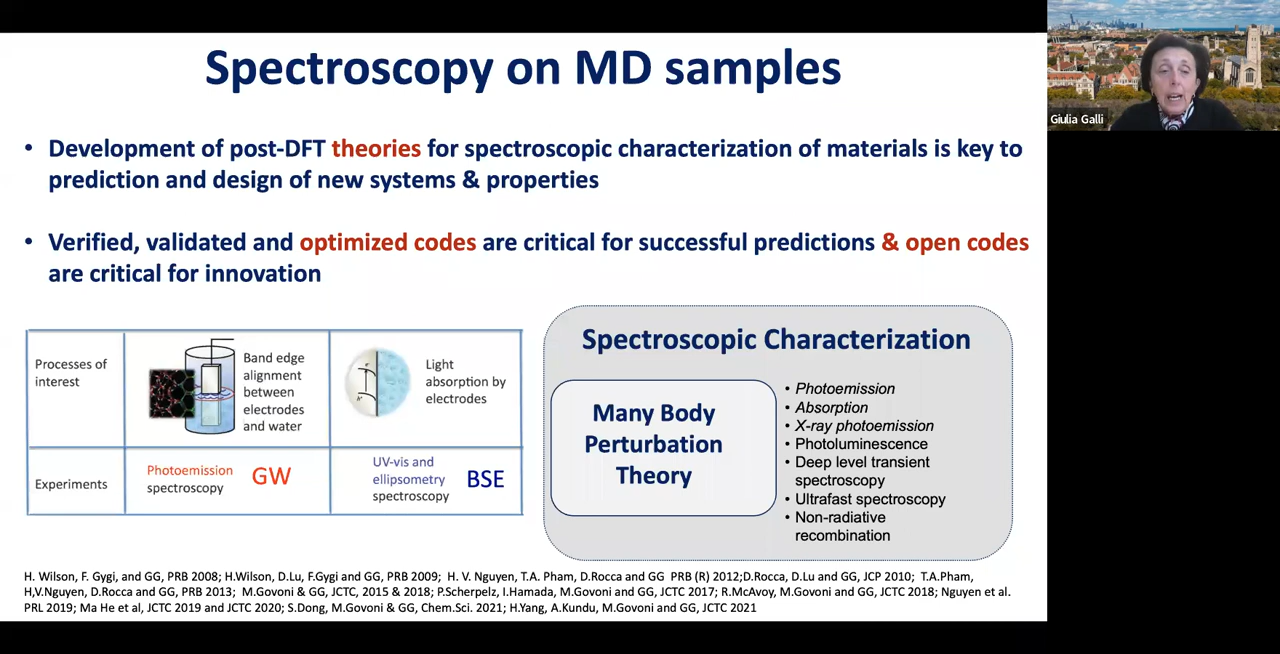 Spectroscopy on MD samples
Giulia Galli
• Development of post-DFT theories for spectroscopic characterization of materials is key to
prediction and design of new systems & properties
• Verified, validated and optimized codes are critical for successful predictions & open codes
are critical for innovation
Processes of
interest
Band edge
alignment
between
electrodes
and water
Light
absorption by
electrodes
Experiments
Photoemission
spectroscopy
GW
UV-vis and
ellipsometry
spectroscopy
BSE
Spectroscopic Characterization
Many Body
Perturbation
Theory
• Photoemission
• Absorption
• X-ray photoemission
• Photoluminescence
• Deep level transient
spectroscopy
• Ultrafast spectroscopy
• Non-radiative
recombination
H. Wilson, F. Gygi, and GG, PRB 2008; H.Wilson, D.Lu, F.Gygi and GG, PRB 2009; H. V. Nguyen, T.A. Pham, D.Rocca and GG PRB (R) 2012;D.Rocca, D.Lu and GG, JCP 2010; T.A.Pham,
H,V.Nguyen, D.Rocca and GG, PRB 2013; M.Govoni & GG, JCTC, 2015 & 2018; P.Scherpelz, I.Hamada, M.Govoni and GG, JCTC 2017; R.McAvoy, M.Govoni and GG, JCTC 2018; Nguyen et al.
PRL 2019; Ma He et al, JCTC 2019 and JCTC 2020; S.Dong, M.Govoni & GG, Chem.Sci. 2021; H.Yang, A.Kundu, M.Govoni and GG, JCTC 2021